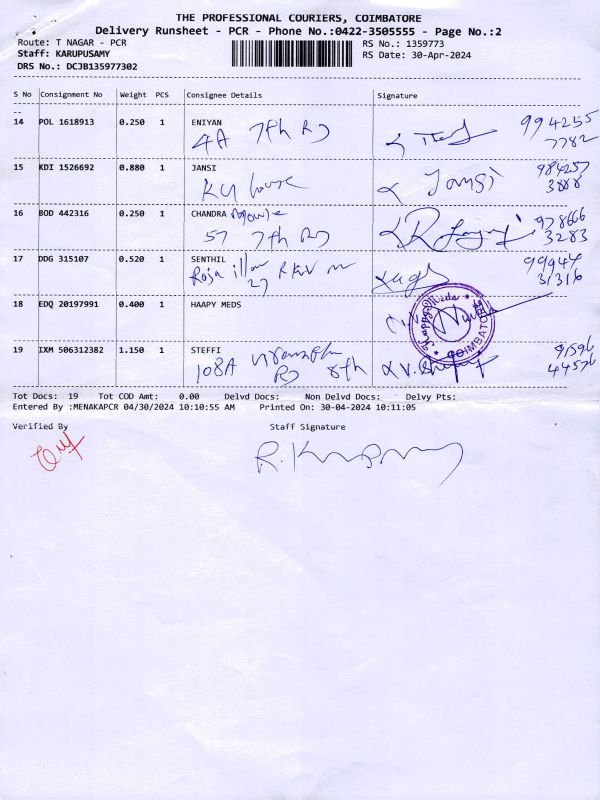 THE PROFESSIONAL COURIERS, COIMBATORE
Delivery Runsheet - PCR - Phone No.:0422-3505555 - Page No.:2
Route: T NAGAR - PCR
RS No.: 1359773
Staff: KARUPUSAMY
RS Date: 30-Apr-2024
DRS No.: DCJB135977302
S No Consignment No Weight PCS Consignee Details Signature
14 POL 1618913 0.250 1 ENIYAN 994255
4A 7th RD 7782
15 KDI 1526692 0.880 1 JANSI 984257
house Jansi 3888
16 BOD 442316 0.250 1 CHANDRA 978666
57 7th RD 3283
17 DDG 315107 0.520 1 SENTHIL 99944
Roja illam 27 31316
18 EDQ 20197991 0.400 1 HAAPY MEDS
Happy Meds COIMBATORE
19 IXM 506312382 1.150 1 STEFFI 91596
108A RD 8th 44576
Tot Docs: 19 Tot COD Amt: 0.00 Delvd Docs: Non Delvd Docs: Delvy Pts:
Entered By :MENAKAPCR 04/30/2024 10:10:55 AM Printed On: 30-04-2024 10:11:05
Verified By Staff Signature